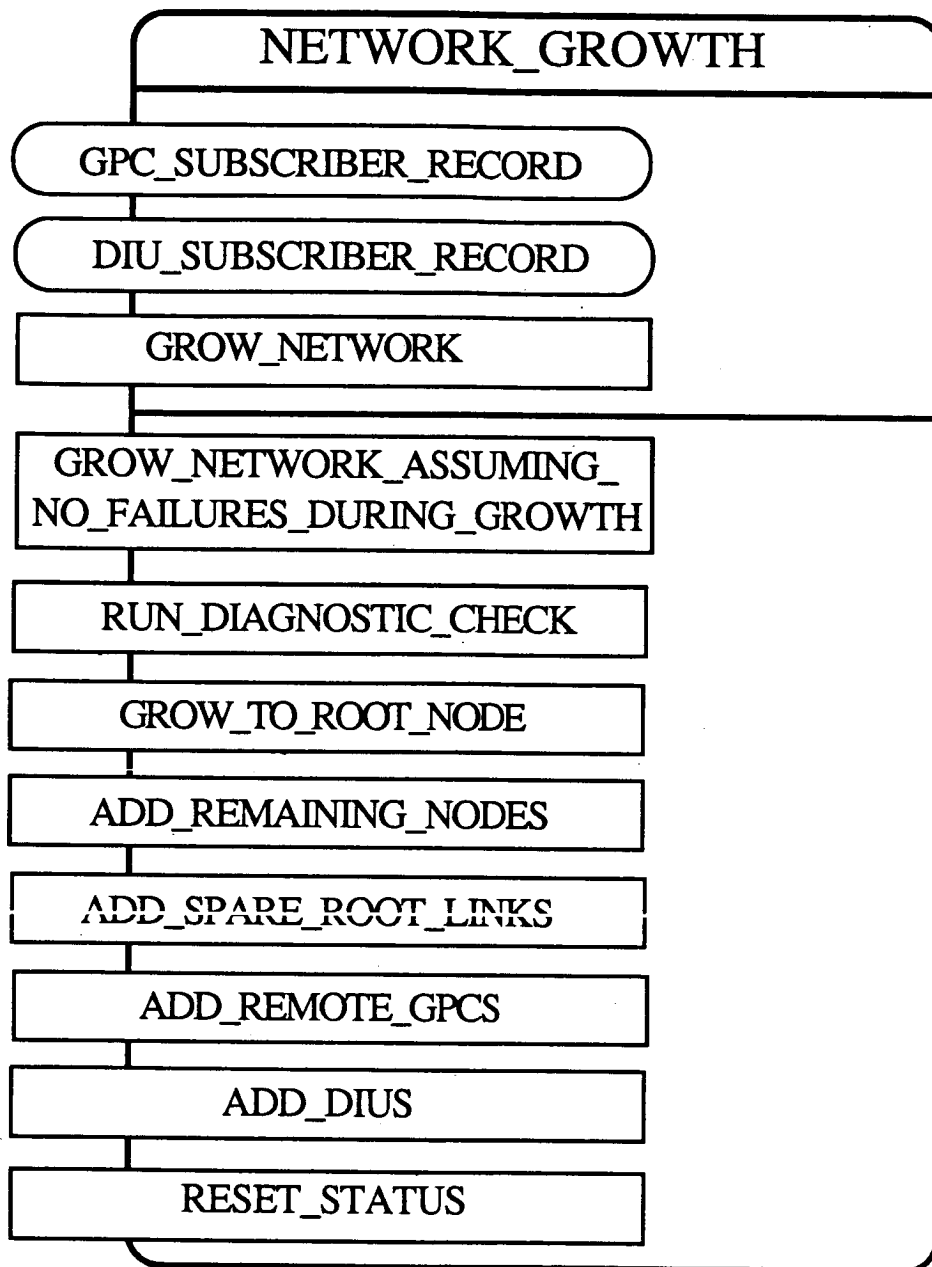 NETWORK_GROWTH
GPC_SUBSCRIBER_RECORD
DIU_SUBSCRIBER_RECORD
GROW_NETWORK
GROW_NETWORK_ASSUMING_
NO_FAILURES_DURING_GROWTH
RUN_DIAGNOSTIC_CHECK
GROW_TO_ROOT_NODE
ADD_REMAINING_NODES
ADD_SPARE_ROOT_LINKS
ADD_REMOTE_GPCS
ADD_DIUS
RESET_STATUS